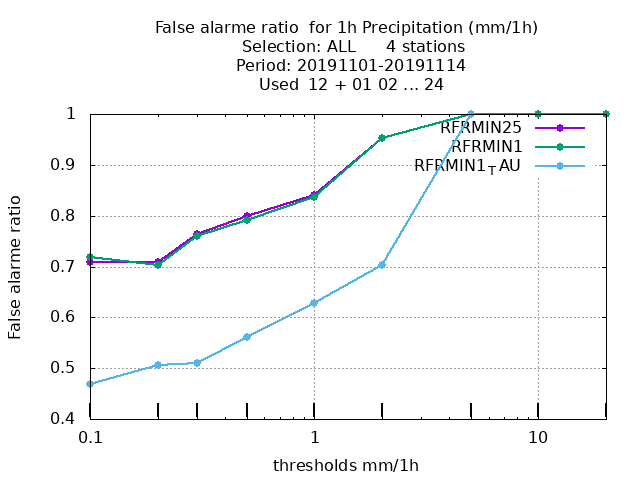 False alarme ratio  for 1h Precipitation (mm/1h)
Selection: ALL      4 stations
Period: 20191101-20191114
Used  12 + 01 02 ... 24
RFRMIN25
RFRMIN1
RFRMIN1TAU
1
0.9
0.8
0.7
0.6
0.5
0.4
False alarme ratio
0.1 1 10
thresholds mm/1h